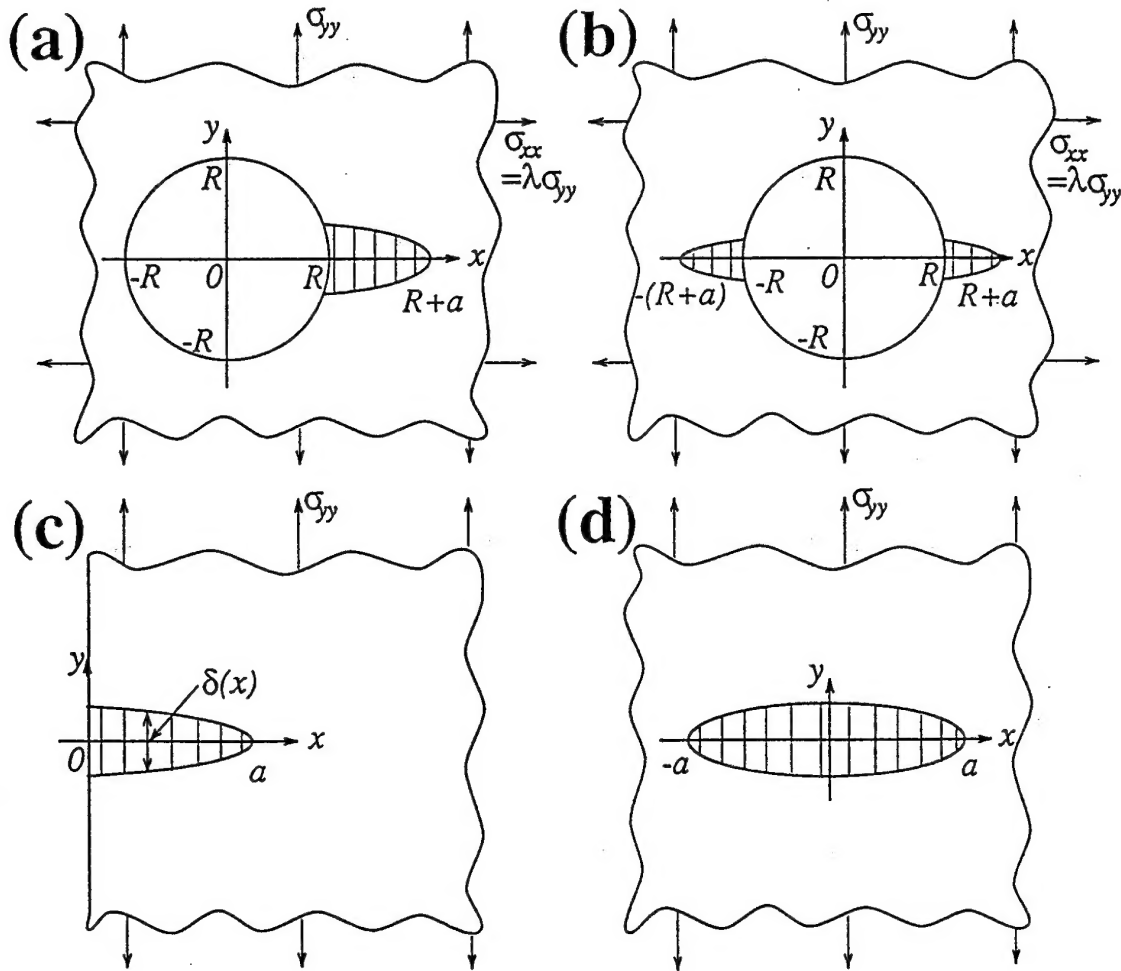 (a)
σyy
y
R
σxx
=λσyy
-R
0
R
x
R+a
-R
(b)
σyy
y
R
σxx
=λσyy
-(R+a)
-R
0
R
x
R+a
-R
(c)
σyy
y
δ(x)
0
x
a
(d)
σyy
y
x
-a
a